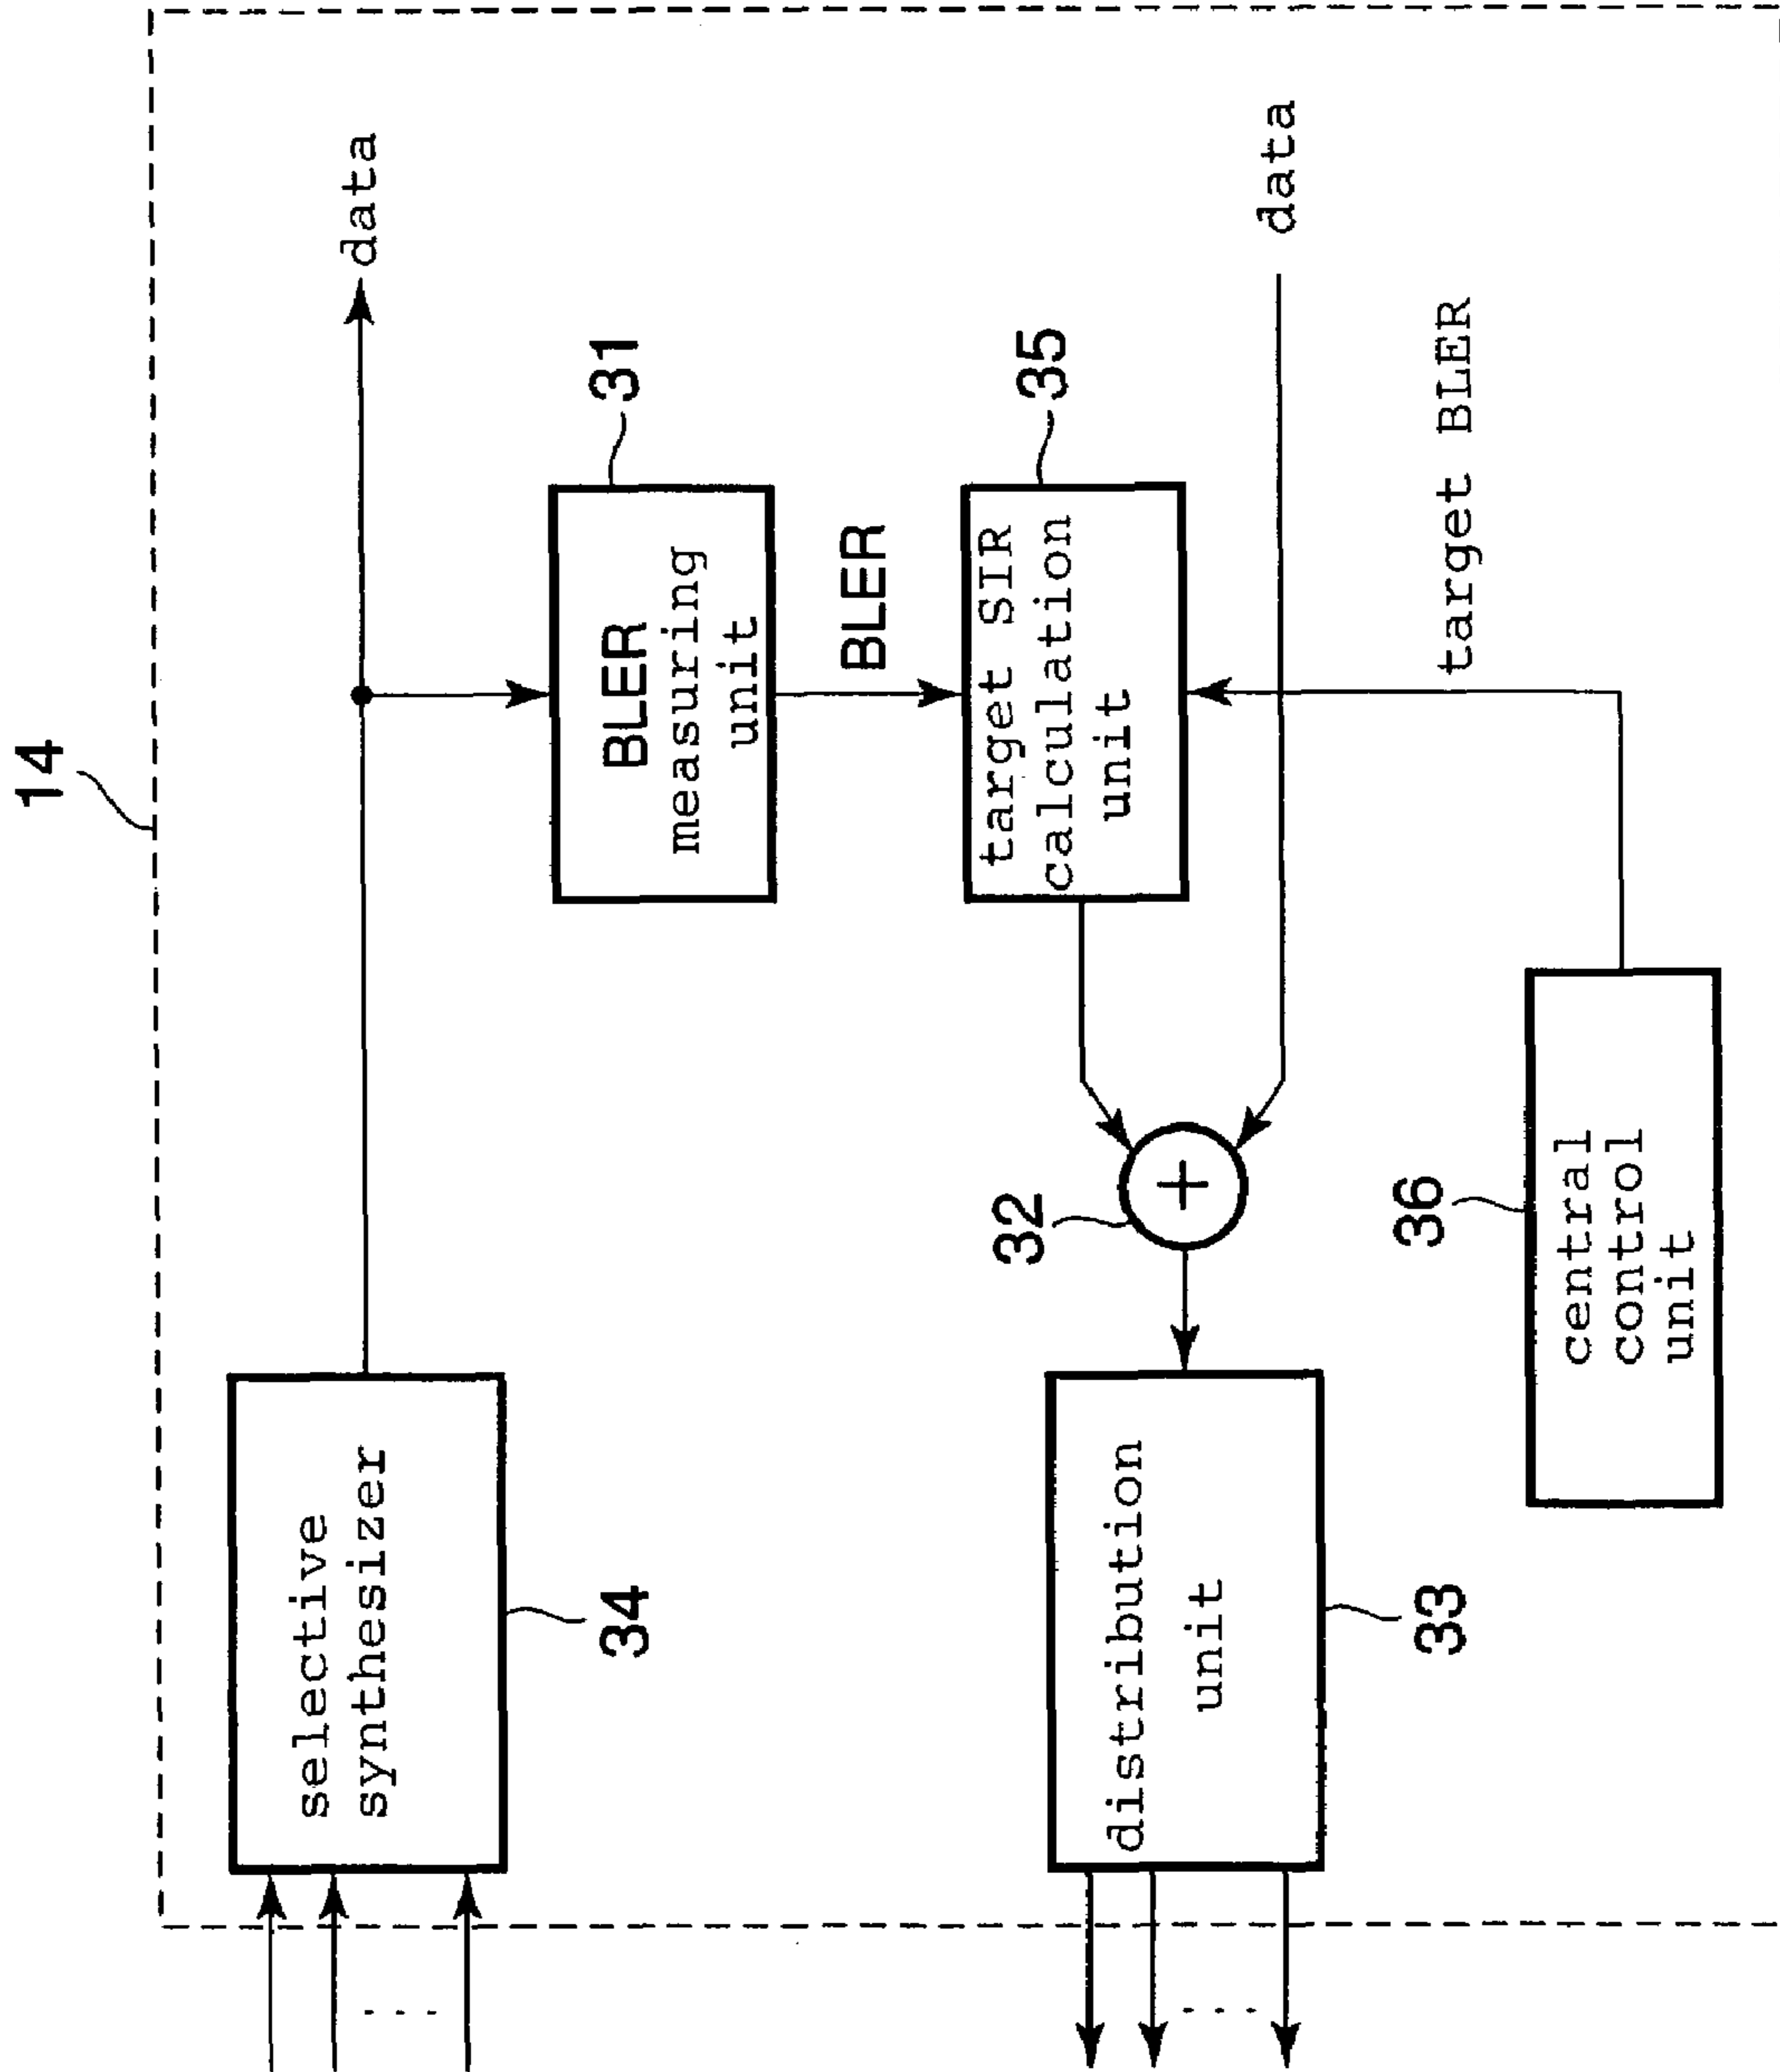 14
selective
synthesizer
34
data
BLER
measuring
unit
31
BLER
target SIR
calculation
unit
35
data
32
+
distribution
unit
33
target BLER
central
control
unit
36